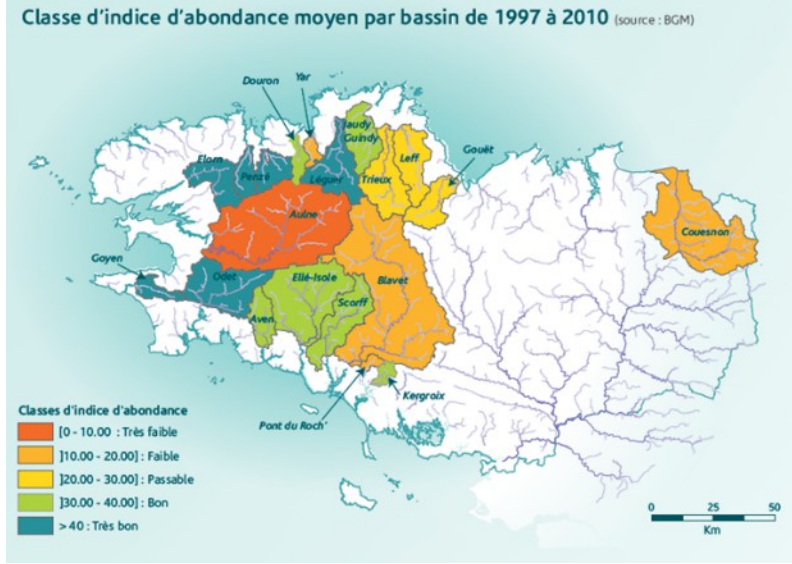 Classe d'indice d'abondance moyen par bassin de 1997 à 2010 (source : BGM)
Douron
Yar
Jaudy
Guindy
Leff
Gouët
Elorn
Penzé
Léguer
Trieux
Aulne
Couesnon
Goyen
Odet
Ellé-Isole
Blavet
Scorff
Aven
Kergroix
Pont du Roch'
Classes d'indice d'abondance
[0 - 10.00 : Très faible
]10.00 - 20.00] : Faible
]20.00 - 30.00] : Passable
]30.00 - 40.00] : Bon
> 40 : Très bon
0 25 50
Km